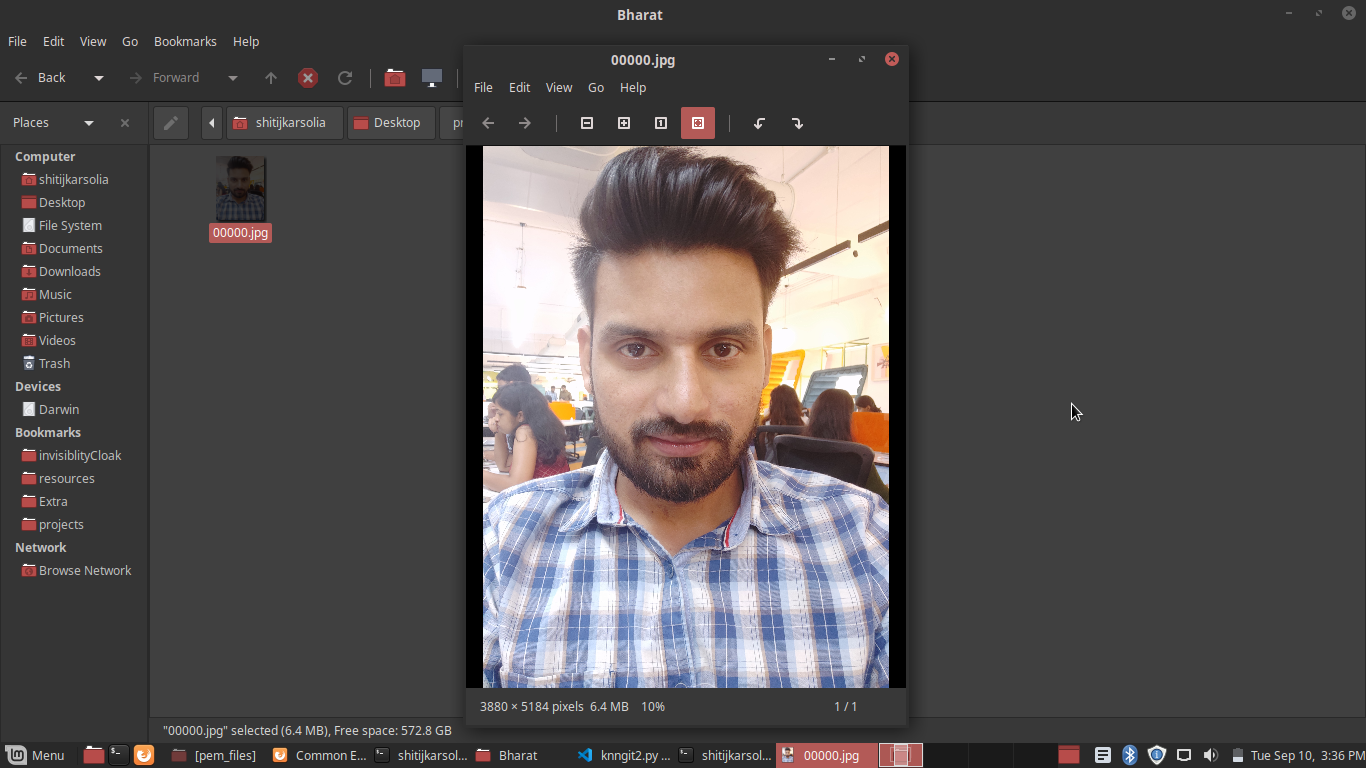 Bharat
File Edit View Go Bookmarks Help
00000.jpg
Back Forward
File Edit View Go Help
Places
shitijkarsolia Desktop
Computer
shitijkarsolia
Desktop
File System
Documents
Downloads
Music
Pictures
Videos
Trash
Devices
Darwin
Bookmarks
invisiblityCloak
resources
Extra
projects
Network
Browse Network
00000.jpg
3880 × 5184 pixels 6.4 MB 10% 1 / 1
"00000.jpg" selected (6.4 MB), Free space: 572.8 GB
Menu [pem_files] Common E... shitijkarsol... Bharat knngit2.py ... shitijkarsol... 00000.jpg Tue Sep 10, 3:36 PM